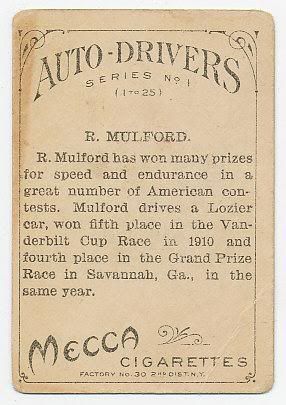 AUTO-DRIVERS
SERIES No 1
(1 TO 25)
R. MULFORD.
R. Mulford has won many prizes
for speed and endurance in a
great number of American con-
tests. Mulford drives a Lozier
car, won fifth place in the Van-
derbilt Cup Race in 1910 and
fourth place in the Grand Prize
Race in Savannah, Ga., in the
same year.
MECCA
CIGARETTES
FACTORY No. 30 2ND DIST. N.Y.